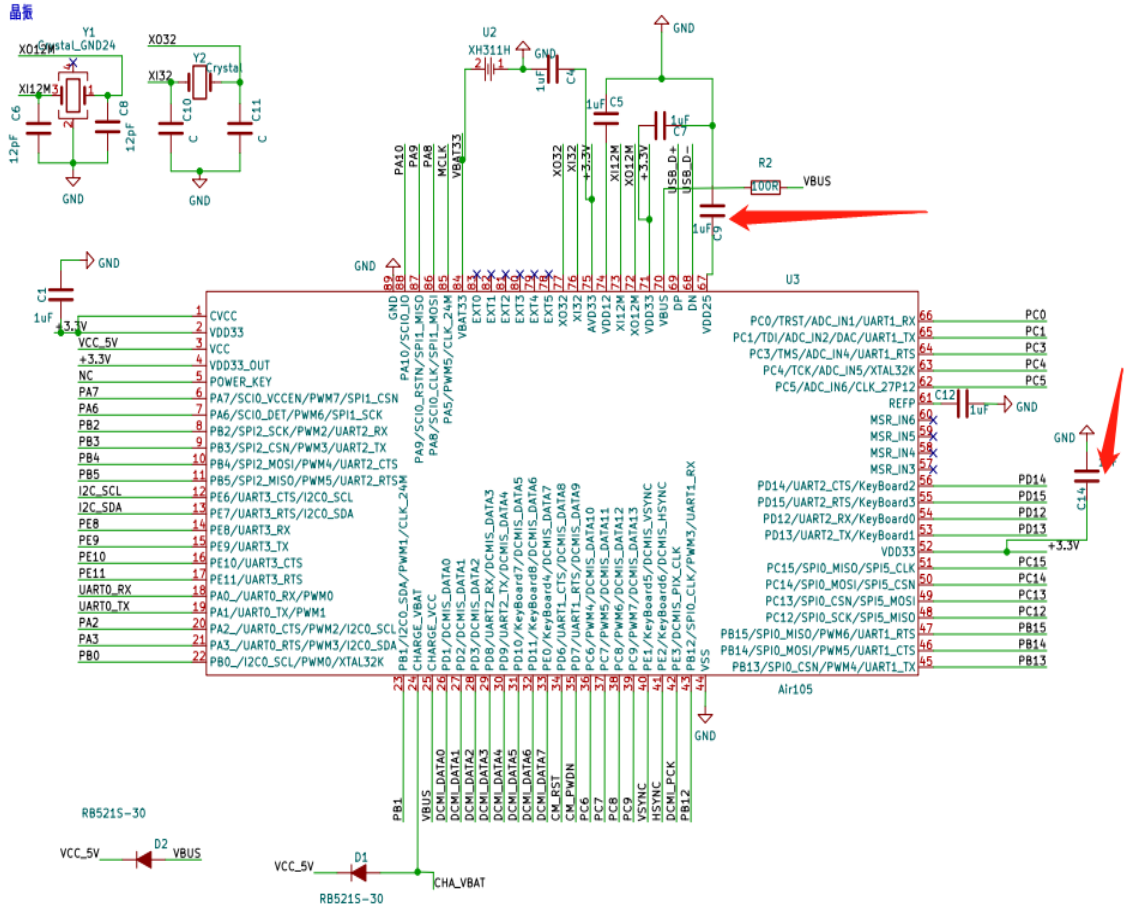 晶振
Y1
Crystal_GND24
XO12M
XI12M
4
3
1
2
C6
12pF
C8
12pF
GND
XO32
XI32
Y2
Crystal
C10
C
C11
C
GND
U2
XH311H
2
1
GND
1uF
C4
GND
1uF
C5
1uF
C7
R2
100R
VBUS
1uF
C9
PA10
PA9
PA8
MCLK
VBAT33
XO32
XI32
+3.3V
XI12M
XO12M
+3.3V
USB_D+
USB_D-
GND
C1
1uF
+3.3V
GND
U3
89 GND
88 PA10/SCI0_IO
87 PA9/SCI0_RSTN/SPI1_MISO
86 PA8/SCI0_CLK/SPI1_MOSI
85 PA5/PWM5/CLK_24M
84 VBAT33
83 EXT0
82 EXT1
81 EXT2
80 EXT3
79 EXT4
78 EXT5
77 XO32
76 XI32
75 AVD33
74 VDD12
73 XI12M
72 XO12M
71 VDD33
70 VBUS
69 DP
68 DN
67 VDD25
1 CVCC
2 VDD33
VCC_5V 3 VCC
+3.3V 4 VDD33_OUT
NC 5 POWER_KEY
PA7 6 PA7/SCI0_VCCEN/PWM7/SPI1_CSN
PA6 7 PA6/SCI0_DET/PWM6/SPI1_SCK
PB2 8 PB2/SPI2_SCK/PWM2/UART2_RX
PB3 9 PB3/SPI2_CSN/PWM3/UART2_TX
PB4 10 PB4/SPI2_MOSI/PWM4/UART2_CTS
PB5 11 PB5/SPI2_MISO/PWM5/UART2_RTS
I2C_SCL 12 PE6/UART3_CTS/I2C0_SCL
I2C_SDA 13 PE7/UART3_RTS/I2C0_SDA
PE8 14 PE8/UART3_RX
PE9 15 PE9/UART3_TX
PE10 16 PE10/UART3_CTS
PE11 17 PE11/UART3_RTS
UART0_RX 18 PA0/UART0_RX/PWM0
UART0_TX 19 PA1/UART0_TX/PWM1
PA2 20 PA2_/UART0_CTS/PWM2/I2C0_SCL
PA3 21 PA3_/UART0_RTS/PWM3/I2C0_SDA
PB0 22 PB0_/I2C0_SCL/PWM0/XTAL32K
PC0/TRST/ADC_IN1/UART1_RX 66 PC0
PC1/TDI/ADC_IN2/DAC/UART1_TX 65 PC1
PC3/TMS/ADC_IN4/UART1_RTS 64 PC3
PC4/TCK/ADC_IN5/XTAL32K 63 PC4
PC5/ADC_IN6/CLK_27P12 62 PC5
REFP 61
C12
1uF
GND
MSR_IN6 60
MSR_IN5 59
MSR_IN4 58
MSR_IN3 57
GND
C14
PD14/UART2_CTS/KeyBoard2 56 PD14
PD15/UART2_RTS/KeyBoard3 55 PD15
PD12/UART2_RX/KeyBoard0 54 PD12
PD13/UART2_TX/KeyBoard1 53 PD13
VDD33 52 +3.3V
PC15/SPI0_MISO/SPI5_CLK 51 PC15
PC14/SPI0_MOSI/SPI5_CSN 50 PC14
PC13/SPI0_CSN/SPI5_MOSI 49 PC13
PC12/SPI0_SCK/SPI5_MISO 48 PC12
PB15/SPI0_MISO/PWM6/UART1_RTS 47 PB15
PB14/SPI0_MOSI/PWM5/UART1_CTS 46 PB14
PB13/SPI0_CSN/PWM4/UART1_TX 45 PB13
Air105
PB1/I2C0_SDA/PWM1/CLK_24M 23 PB1
CHARGE_VBAT 24
CHARGE_VCC 25 VBUS
PD1/DCMIS_DATA0 26 DCMI_DATA0
PD2/DCMIS_DATA1 27 DCMI_DATA1
PD3/DCMIS_DATA2 28 DCMI_DATA2
PD8/UART2_RX/DCMIS_DATA3 29 DCMI_DATA3
PD9/UART2_TX/DCMIS_DATA4 30 DCMI_DATA4
PD10/KeyBoard7/DCMIS_DATA5 31 DCMI_DATA5
PD11/KeyBoard8/DCMIS_DATA6 32 DCMI_DATA6
PE0/KeyBoard4/DCMIS_DATA7 33 DCMI_DATA7
PD6/UART1_CTS/DCMIS_DATA8 34 CM_RST
PD7/UART1_RTS/DCMIS_DATA9 35 CM_PWDN
PC6/PWM4/DCMIS_DATA10 36 PC6
PC7/PWM5/DCMIS_DATA11 37 PC7
PC8/PWM6/DCMIS_DATA12 38 PC8
PC9/PWM7/DCMIS_DATA13 39 PC9
PE1/KeyBoard5/DCMIS_VSYNC 40 VSYNC
PE2/KeyBoard6/DCMIS_HSYNC 41 HSYNC
PE3/DCMIS_PIX_CLK 42 DCMI_PCK
PB12/SPI0_CLK/PWM3/UART1_RX 43 PB12
VSS 44
GND
RB521S-30
VCC_5V
D2
VBUS
VCC_5V
D1
CHA_VBAT
RB521S-30